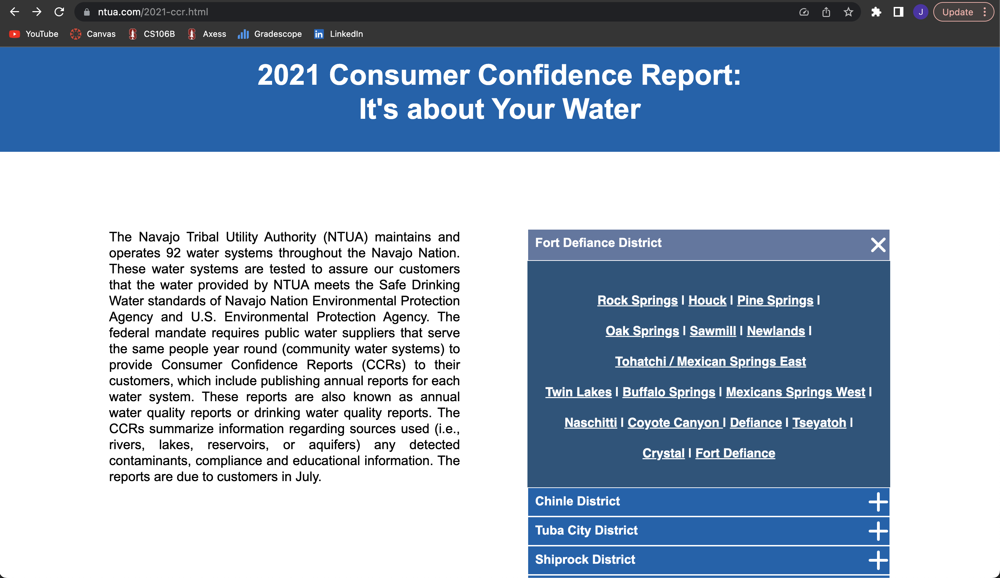 ntua.com/2021-ccr.html
J
Update
YouTube
Canvas
CS106B
Axess
Gradescope
in LinkedIn
2021 Consumer Confidence Report:
It's about Your Water
The Navajo Tribal Utility Authority (NTUA) maintains and
operates 92 water systems throughout the Navajo Nation.
These water systems are tested to assure our customers
that the water provided by NTUA meets the Safe Drinking
Water standards of Navajo Nation Environmental Protection
Agency and U.S. Environmental Protection Agency. The
federal mandate requires public water suppliers that serve
the same people year round (community water systems) to
provide Consumer Confidence Reports (CCRs) to their
customers, which include publishing annual reports for each
water system. These reports are also known as annual
water quality reports or drinking water quality reports. The
CCRs summarize information regarding sources used (i.e.,
rivers, lakes, reservoirs, or aquifers) any detected
contaminants, compliance and educational information. The
reports are due to customers in July.
Fort Defiance District
Rock Springs | Houck | Pine Springs |
Oak Springs | Sawmill | Newlands |
Tohatchi / Mexican Springs East
Twin Lakes | Buffalo Springs | Mexicans Springs West |
Naschitti | Coyote Canyon | Defiance | Tseyatoh |
Crystal | Fort Defiance
Chinle District
Tuba City District
Shiprock District